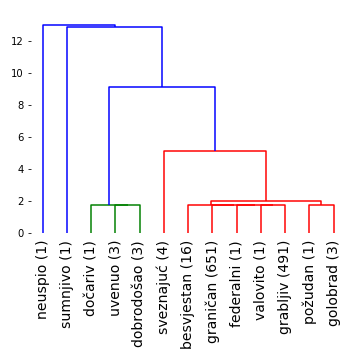 12
10
8
6
4
2
0
neuspio (1)
sumnjivo (1)
dočariv (1)
uvenuo (3)
dobrodošao (3)
sveznajuć (4)
besvjestan (16)
graničan (651)
federalni (1)
valovito (1)
grabljiv (491)
požudan (1)
golobrad (3)